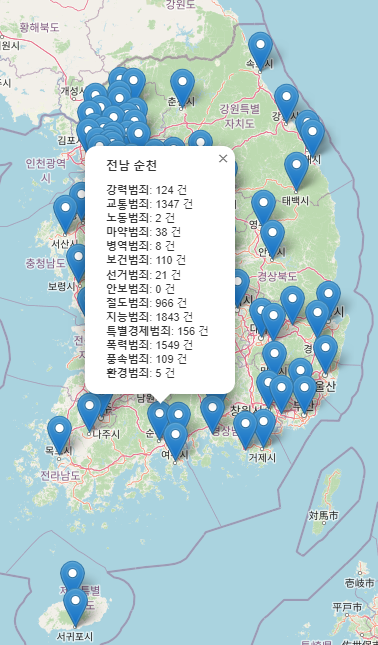 강원도
황해북도
속초시
개성시
춘천시
강원특별
자치도
김포시
인천광역
시
태백시
전남 순천
×
강력범죄: 124 건
교통범죄: 1347 건
노동범죄: 2 건
마약범죄: 38 건
병역범죄: 8 건
보건범죄: 110 건
선거범죄: 21 건
안보범죄: 0 건
절도범죄: 966 건
지능범죄: 1843 건
특별경제범죄: 156 건
폭력범죄: 1549 건
풍속범죄: 109 건
환경범죄: 5 건
서산시
충청남도
보령시
경상북도
울산
창원시
나주시
거제시
전라남도
対馬市
壱岐市
平戸市
서귀포시